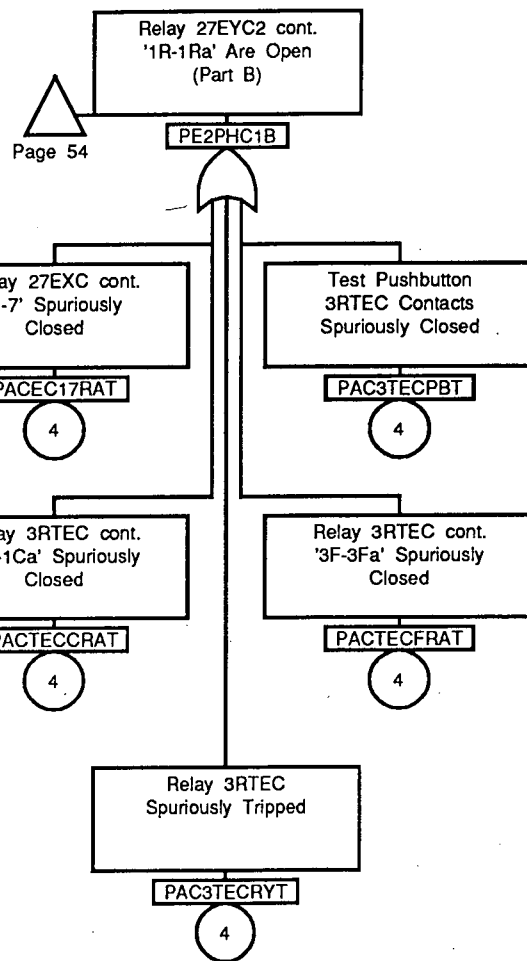 Relay 27EYC2 cont.
'1R-1Ra' Are Open
(Part B)
Page 54
PE2PHC1B
ay 27EXC cont.
-7' Spuriously
Closed
PACEC17RAT
4
Test Pushbutton
3RTEC Contacts
Spuriously Closed
PAC3TECPBT
4
ay 3RTEC cont.
-1Ca' Spuriously
Closed
PACTECCRAT
4
Relay 3RTEC cont.
'3F-3Fa' Spuriously
Closed
PACTECFRAT
4
Relay 3RTEC
Spuriously Tripped
PAC3TECRYT
4